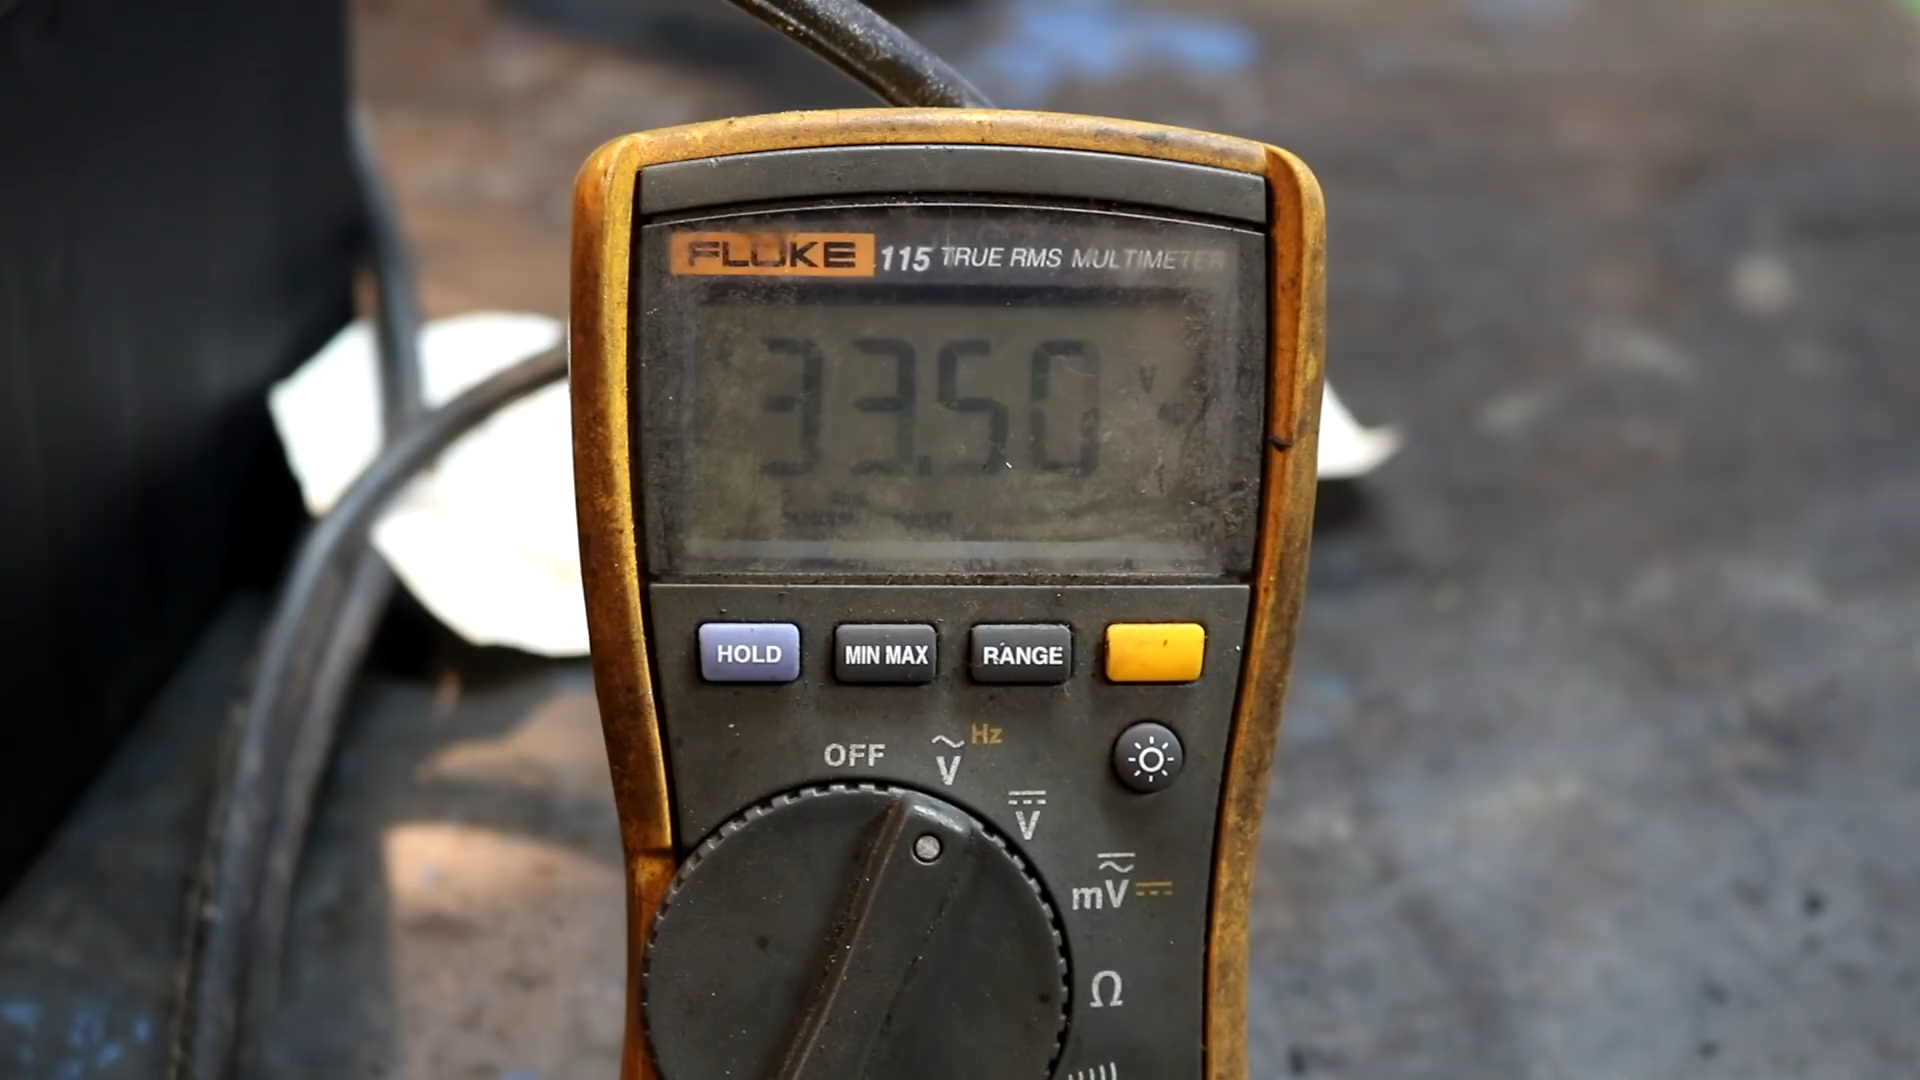 FLUKE 115 TRUE RMS MULTIMETER
33.50 V
HOLD MIN MAX RANGE
OFF V Hz
V
mV
Ω